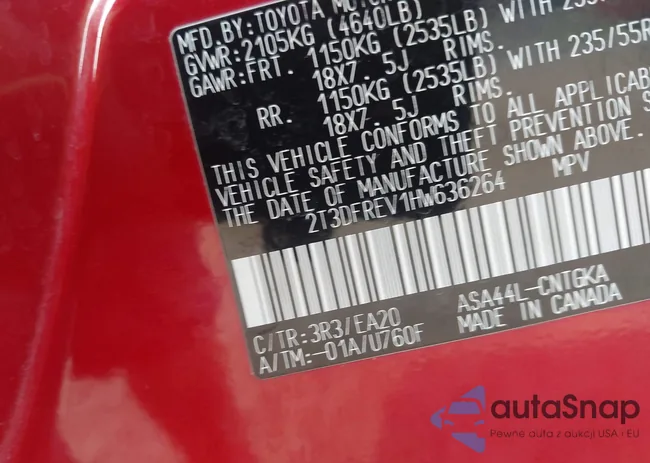 MFD.BY:TOYOTA MOTOR
GVWR:2105KG (4640LB)
GAWR:FRT. 1150KG (2535LB) WITH 235/55R
18X7.5J RIMS.
RR. 1150KG (2535LB) WITH 235/55R
18X7.5J RIMS.
THIS VEHICLE CONFORMS TO ALL APPLICABLE
VEHICLE SAFETY AND THEFT PREVENTION S
THE DATE OF MANUFACTURE SHOWN ABOVE.
2T3DFREV1HW636264 MPV
C/TR:3R3/EA20 ASA44L-CNTGKA
A/TM:-01A/U760F MADE IN CANADA
autaSnap
Pewne auta z aukcji USA i EU